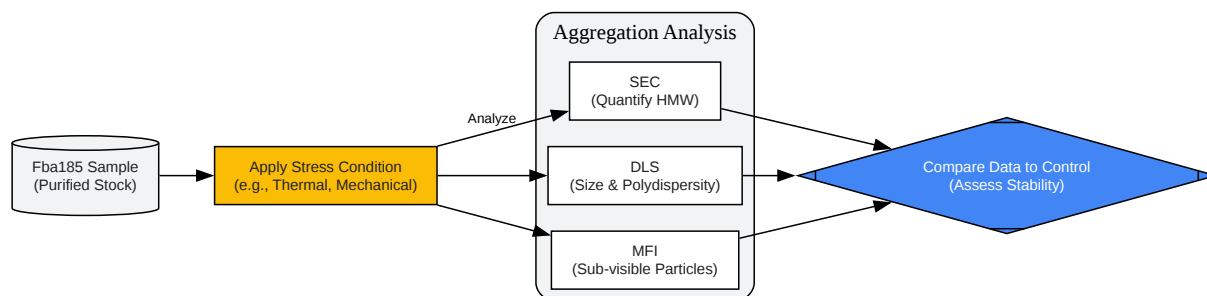 Aggregation Analysis
Fba185 Sample
(Purified Stock)
Apply Stress Condition
(e.g., Thermal, Mechanical)
Analyze
SEC
(Quantify HMW)
DLS
(Size & Polydispersity)
MFI
(Sub-visible Particles)
Compare Data to Control
(Assess Stability)